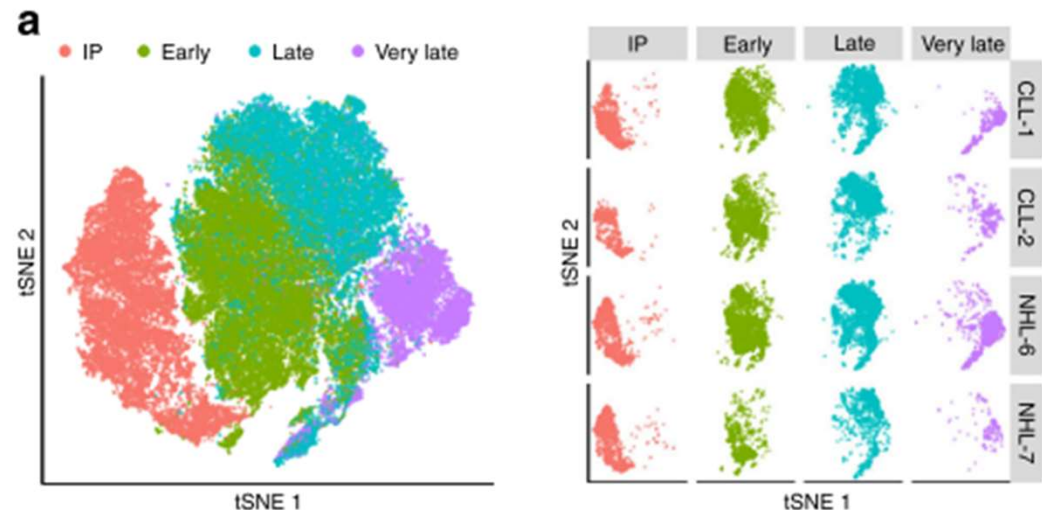 a
IP Early Late Very late
tSNE 2
tSNE 1
IP Early Late Very late
CLL-1
CLL-2
NHL-6
NHL-7
tSNE 2
tSNE 1